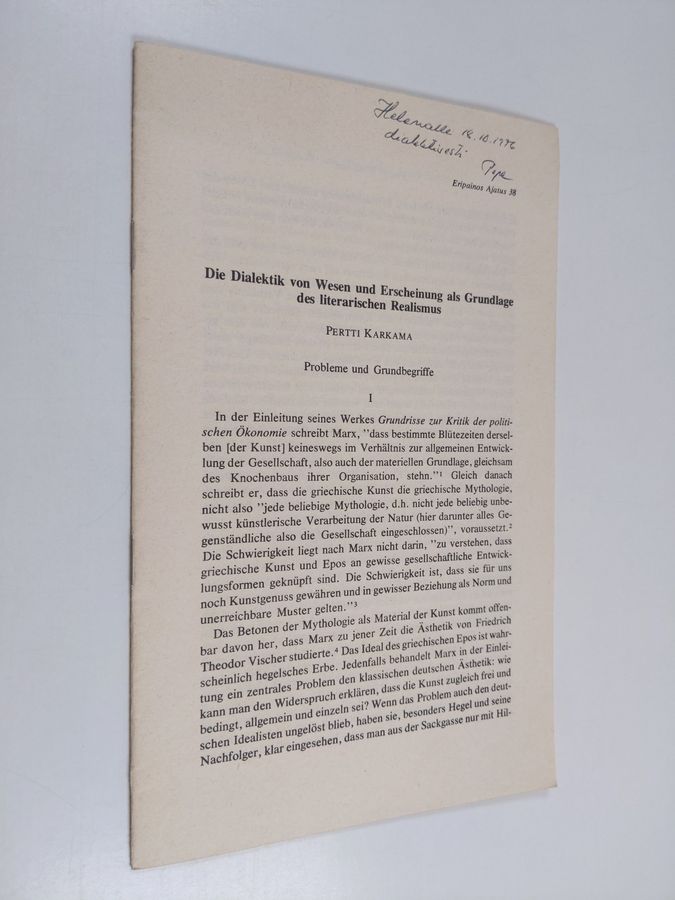 Helenalle 18.10.1976
dialektisesti
Pepe
Eripainos Ajatus 38
Die Dialektik von Wesen und Erscheinung als Grundlage
des literarischen Realismus
PERTTI KARKAMA
Probleme und Grundbegriffe
I
In der Einleitung seines Werkes Grundrisse zur Kritik der politi-
schen Ökonomie schreibt Marx, ”dass bestimmte Blütezeiten dersel-
ben [der Kunst] keineswegs im Verhältnis zur allgemeinen Entwick-
lung der Gesellschaft, also auch der materiellen Grundlage, gleichsam
des Knochenbaus ihrer Organisation, stehn.”¹ Gleich danach
schreibt er, dass die griechische Kunst die griechische Mythologie,
nicht also ”jede beliebige Mythologie, d.h. nicht jede beliebig unbe-
wusst künstlerische Verarbeitung der Natur (hier darunter alles Ge-
genständliche also die Gesellschaft eingeschlossen)”, voraussetzt.²
Die Schwierigkeit liegt nach Marx nicht darin, ”zu verstehen, dass
griechische Kunst und Epos an gewisse gesellschaftliche Entwick-
lungsformen geknüpft sind. Die Schwierigkeit ist, dass sie für uns
noch Kunstgenuss gewähren und in gewisser Beziehung als Norm und
unerreichbare Muster gelten.”³
Das Betonen der Mythologie als Material der Kunst kommt offen-
bar davon her, dass Marx zu jener Zeit die Ästhetik von Friedrich
Theodor Vischer studierte.⁴ Das Ideal des griechischen Epos ist wahr-
scheinlich hegelsches Erbe. Jedenfalls behandelt Marx in der Einlei-
tung ein zentrales Problem den klassischen deutschen Ästhetik: wie
kann man den Widerspruch erklären, dass die Kunst zugleich frei und
bedingt, allgemein und einzeln sei? Wenn das Problem auch den deut-
schen Idealisten ungelöst blieb, haben sie, besonders Hegel und seine
Nachfolger, klar eingesehen, dass man aus der Sackgasse nur mit Hil-